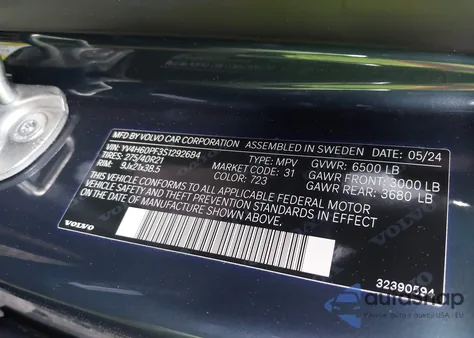 MFD BY VOLVO CAR CORPORATION ASSEMBLED IN SWEDEN DATE: 05/24
VIN: YV4H60PF3S1292684 TYPE: MPV GVWR: 6500 LB
TIRES: 275/40R21 MARKET CODE: 31 GAWR FRONT: 3000 LB
RIM: 9Jx21x38.5 COLOR: 723 GAWR REAR: 3680 LB
THIS VEHICLE CONFORMS TO ALL APPLICABLE FEDERAL MOTOR
VEHICLE SAFETY AND THEFT PREVENTION STANDARDS IN EFFECT
ON THE DATE OF MANUFACTURE SHOWN ABOVE.
VOLVO
32390594
autosnap